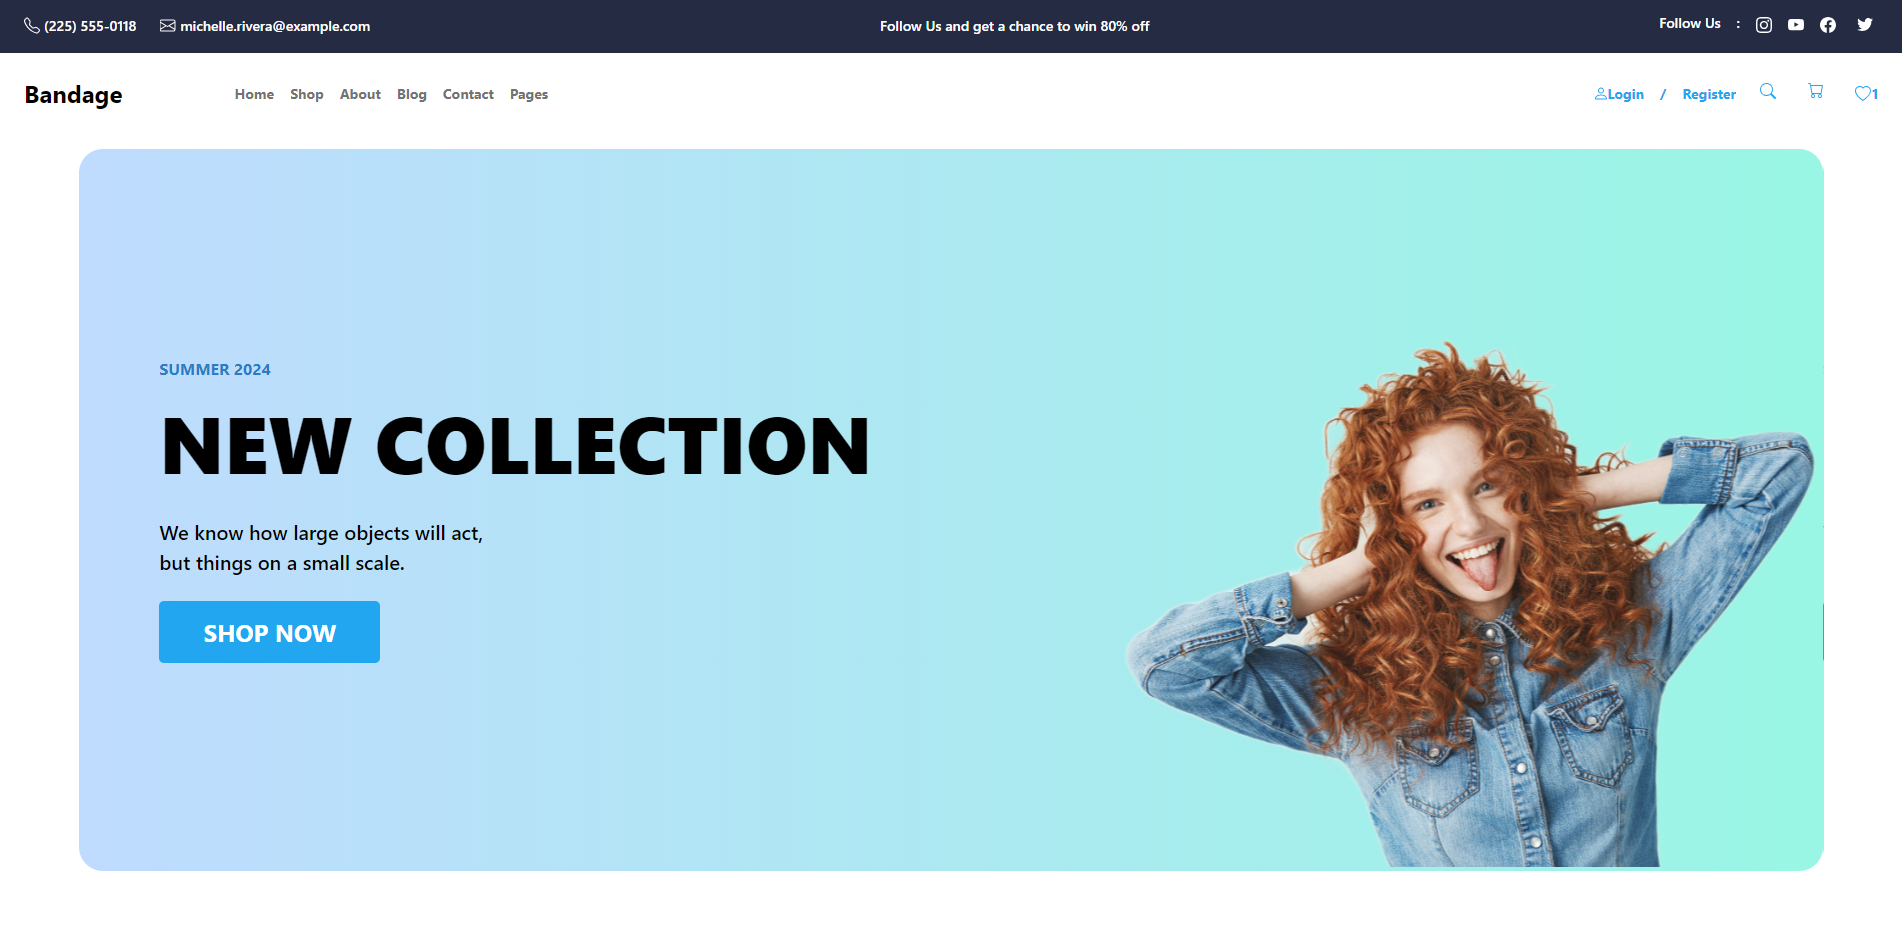 (225) 555-0118 michelle.rivera@example.com Follow Us and get a chance to win 80% off Follow Us :
Bandage Home Shop About Blog Contact Pages Login / Register 1
SUMMER 2024
NEW COLLECTION
We know how large objects will act,
but things on a small scale.
SHOP NOW